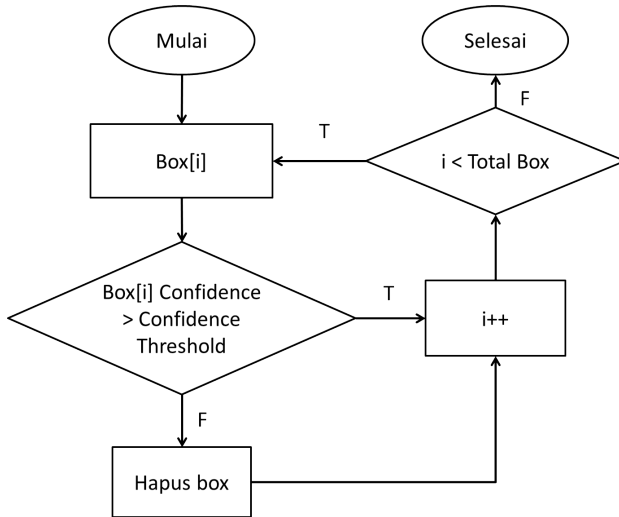 Mulai
Selesai
Box[i]
T
F
i < Total Box
Box[i] Confidence
> Confidence
Threshold
T
i++
F
Hapus box